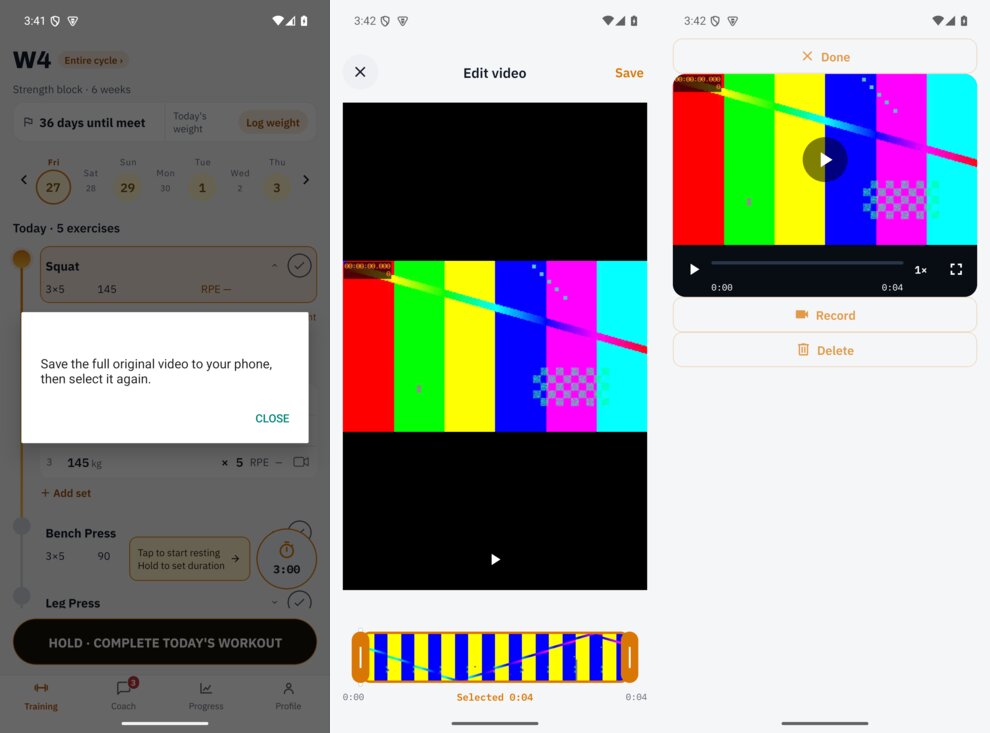 3:41
W4 Entire cycle ›
Strength block · 6 weeks
36 days until meet
Today's weight
Log weight
Fri Sat Sun Mon Tue Wed Thu
27 28 29 30 1 2 3
Today · 5 exercises
Squat
3×5 145 RPE —
nt
Save the full original video to your phone,
then select it again.
CLOSE
3 145 kg × 5 RPE —
+ Add set
Bench Press
3×5 90
Tap to start resting →
Hold to set duration
3:00
Leg Press
HOLD · COMPLETE TODAY'S WORKOUT
3
Training Coach Progress Profile
3:42
Edit video
Save
00:00:00.000
0
0:00 Selected 0:04 0:04
3:42
Done
00:00:00.000
0
1×
0:00 0:04
Record
Delete